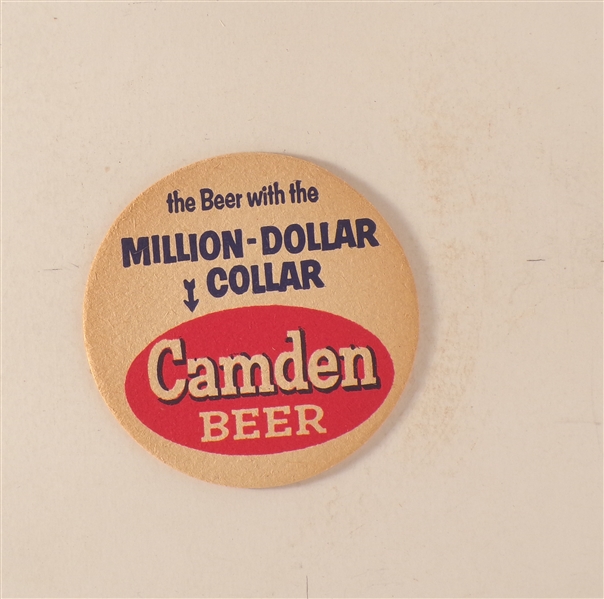 the Beer with the
MILLION-DOLLAR
COLLAR
Camden
BEER